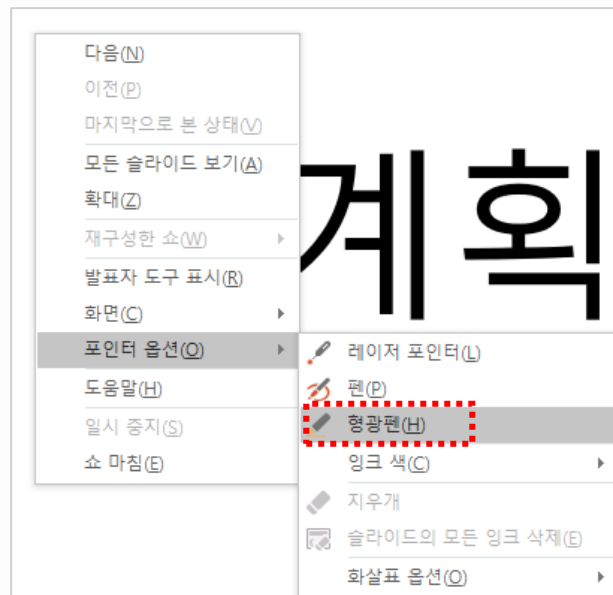 다음(N)
이전(P)
마지막으로 본 상태(V)
모든 슬라이드 보기(A)
확대(Z)
재구성한 쇼(W)
발표자 도구 표시(R)
화면(C)
포인터 옵션(O)
도움말(H)
일시 중지(S)
쇼 마침(E)
계획
레이저 포인터(L)
펜(P)
형광펜(H)
잉크 색(C)
지우개
슬라이드의 모든 잉크 삭제(E)
화살표 옵션(O)